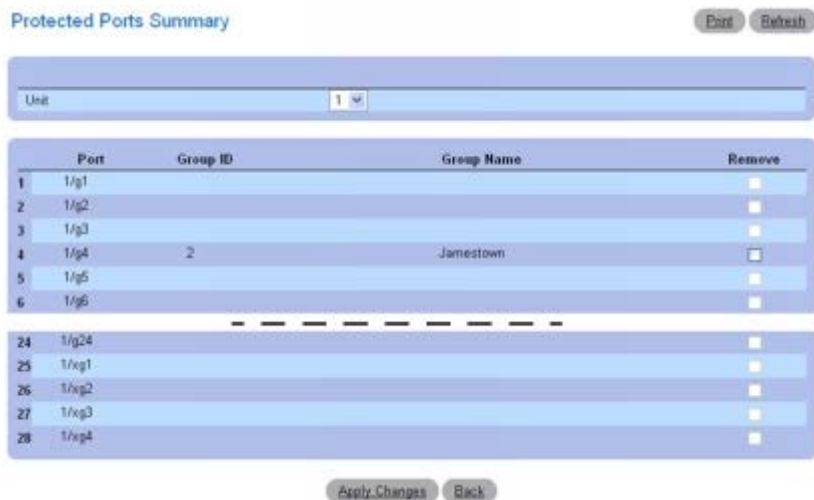 Protected Ports Summary Print Refresh
Unit 1
Port Group ID Group Name Remove
1 1/g1
2 1/g2
3 1/g3
4 1/g4 2 Jamestown
5 1/g5
6 1/g6
24 1/g24
25 1/xg1
26 1/xg2
27 1/xg3
28 1/xg4
Apply Changes Back